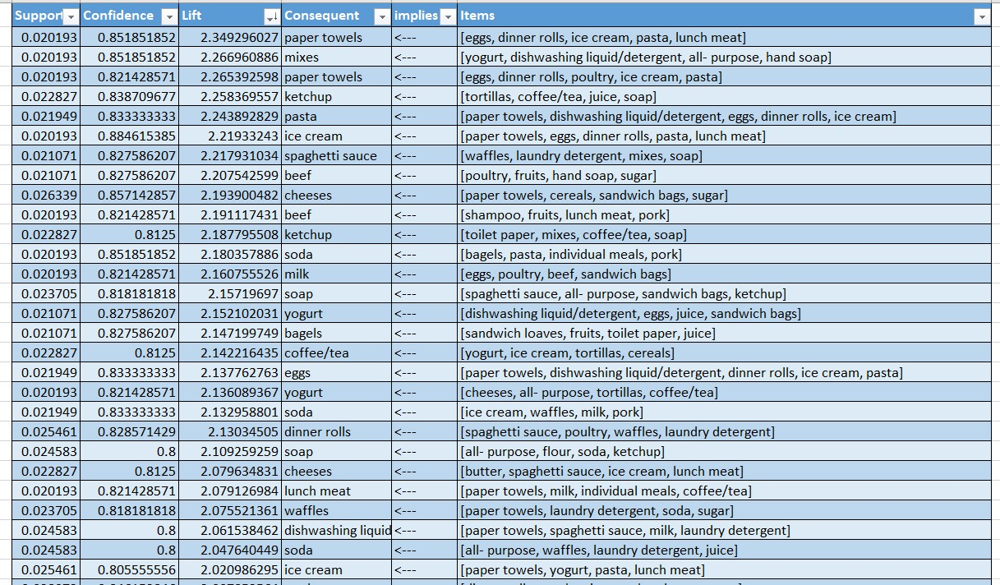 Support Confidence Lift Consequent implies Items
0.020193 0.851851852 2.349296027 paper towels <--- [eggs, dinner rolls, ice cream, pasta, lunch meat]
0.020193 0.851851852 2.266960886 mixes <--- [yogurt, dishwashing liquid/detergent, all- purpose, hand soap]
0.020193 0.821428571 2.265392598 paper towels <--- [eggs, dinner rolls, poultry, ice cream, pasta]
0.022827 0.838709677 2.258369557 ketchup <--- [tortillas, coffee/tea, juice, soap]
0.021949 0.833333333 2.243892829 pasta <--- [paper towels, dishwashing liquid/detergent, eggs, dinner rolls, ice cream]
0.020193 0.884615385 2.21933243 ice cream <--- [paper towels, eggs, dinner rolls, pasta, lunch meat]
0.021071 0.827586207 2.217931034 spaghetti sauce <--- [waffles, laundry detergent, mixes, soap]
0.021071 0.827586207 2.207542599 beef <--- [poultry, fruits, hand soap, sugar]
0.026339 0.857142857 2.193900482 cheeses <--- [paper towels, cereals, sandwich bags, sugar]
0.020193 0.821428571 2.191117431 beef <--- [shampoo, fruits, lunch meat, pork]
0.022827 0.8125 2.187795508 ketchup <--- [toilet paper, mixes, coffee/tea, soap]
0.020193 0.851851852 2.180357886 soda <--- [bagels, pasta, individual meals, pork]
0.020193 0.821428571 2.160755526 milk <--- [eggs, poultry, beef, sandwich bags]
0.023705 0.818181818 2.15719697 soap <--- [spaghetti sauce, all- purpose, sandwich bags, ketchup]
0.021071 0.827586207 2.152102031 yogurt <--- [dishwashing liquid/detergent, eggs, juice, sandwich bags]
0.021071 0.827586207 2.147199749 bagels <--- [sandwich loaves, fruits, toilet paper, juice]
0.022827 0.8125 2.142216435 coffee/tea <--- [yogurt, ice cream, tortillas, cereals]
0.021949 0.833333333 2.137762763 eggs <--- [paper towels, dishwashing liquid/detergent, dinner rolls, ice cream, pasta]
0.020193 0.821428571 2.136089367 yogurt <--- [cheeses, all- purpose, tortillas, coffee/tea]
0.021949 0.833333333 2.132958801 soda <--- [ice cream, waffles, milk, pork]
0.025461 0.828571429 2.13034505 dinner rolls <--- [spaghetti sauce, poultry, waffles, laundry detergent]
0.024583 0.8 2.109259259 soap <--- [all- purpose, flour, soda, ketchup]
0.022827 0.8125 2.079634831 cheeses <--- [butter, spaghetti sauce, ice cream, lunch meat]
0.020193 0.821428571 2.079126984 lunch meat <--- [paper towels, milk, individual meals, coffee/tea]
0.023705 0.818181818 2.075521361 waffles <--- [paper towels, laundry detergent, soda, sugar]
0.024583 0.8 2.061538462 dishwashing liquid <--- [paper towels, spaghetti sauce, milk, laundry detergent]
0.024583 0.8 2.047640449 soda <--- [all- purpose, waffles, laundry detergent, juice]
0.025461 0.805555556 2.020986295 ice cream <--- [paper towels, yogurt, pasta, lunch meat]